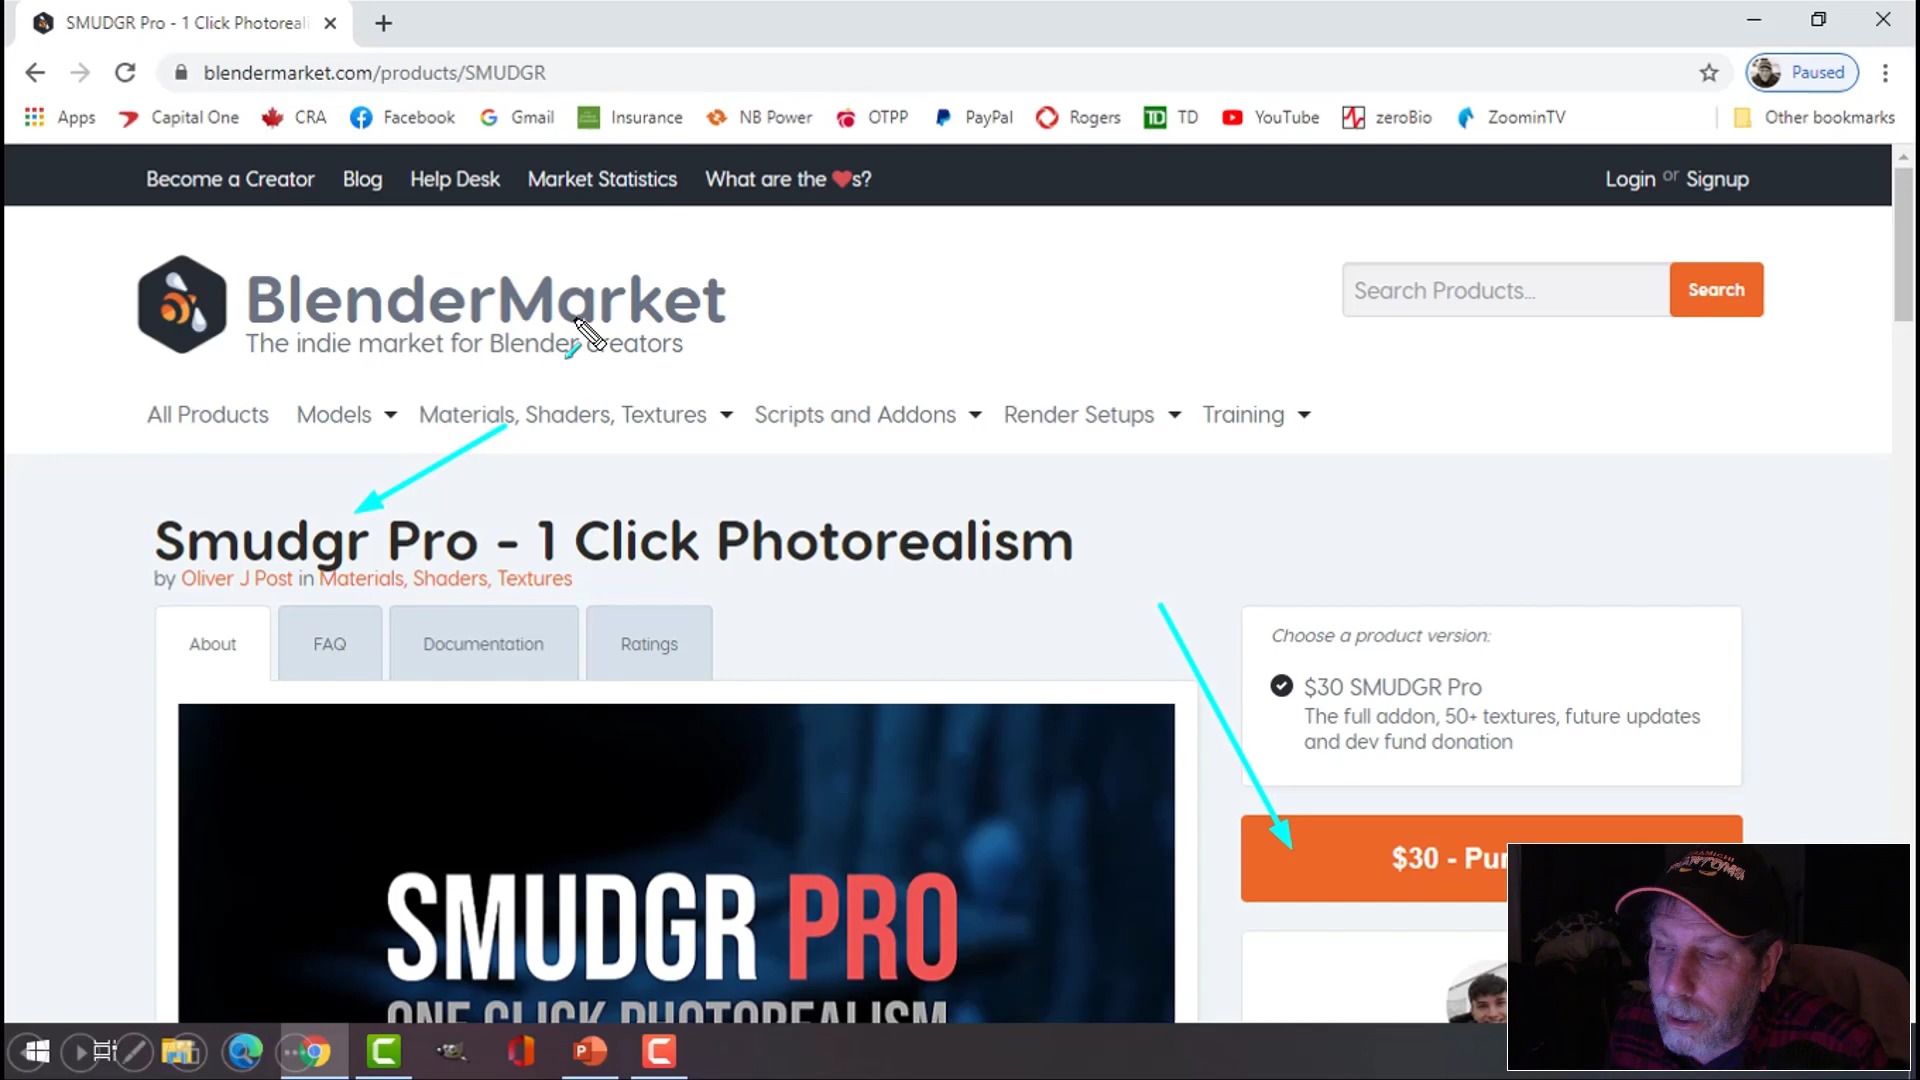 SMUDGR Pro - 1 Click Photoreali
blendermarket.com/products/SMUDGR
Paused
Apps Capital One CRA Facebook Gmail Insurance NB Power OTPP PayPal Rogers TD YouTube zeroBio ZoominTV Other bookmarks
Become a Creator Blog Help Desk Market Statistics What are the ❤s? Login or Signup
BlenderMarket
The indie market for Blender creators
Search Products... Search
All Products Models Materials, Shaders, Textures Scripts and Addons Render Setups Training
Smudgr Pro - 1 Click Photorealism
by Oliver J Post in Materials, Shaders, Textures
About FAQ Documentation Ratings
Choose a product version:
$30 SMUDGR Pro
The full addon, 50+ textures, future updates
and dev fund donation
$30 - Pur
SMUDGR PRO
ONE CLICK PHOTOREALISM